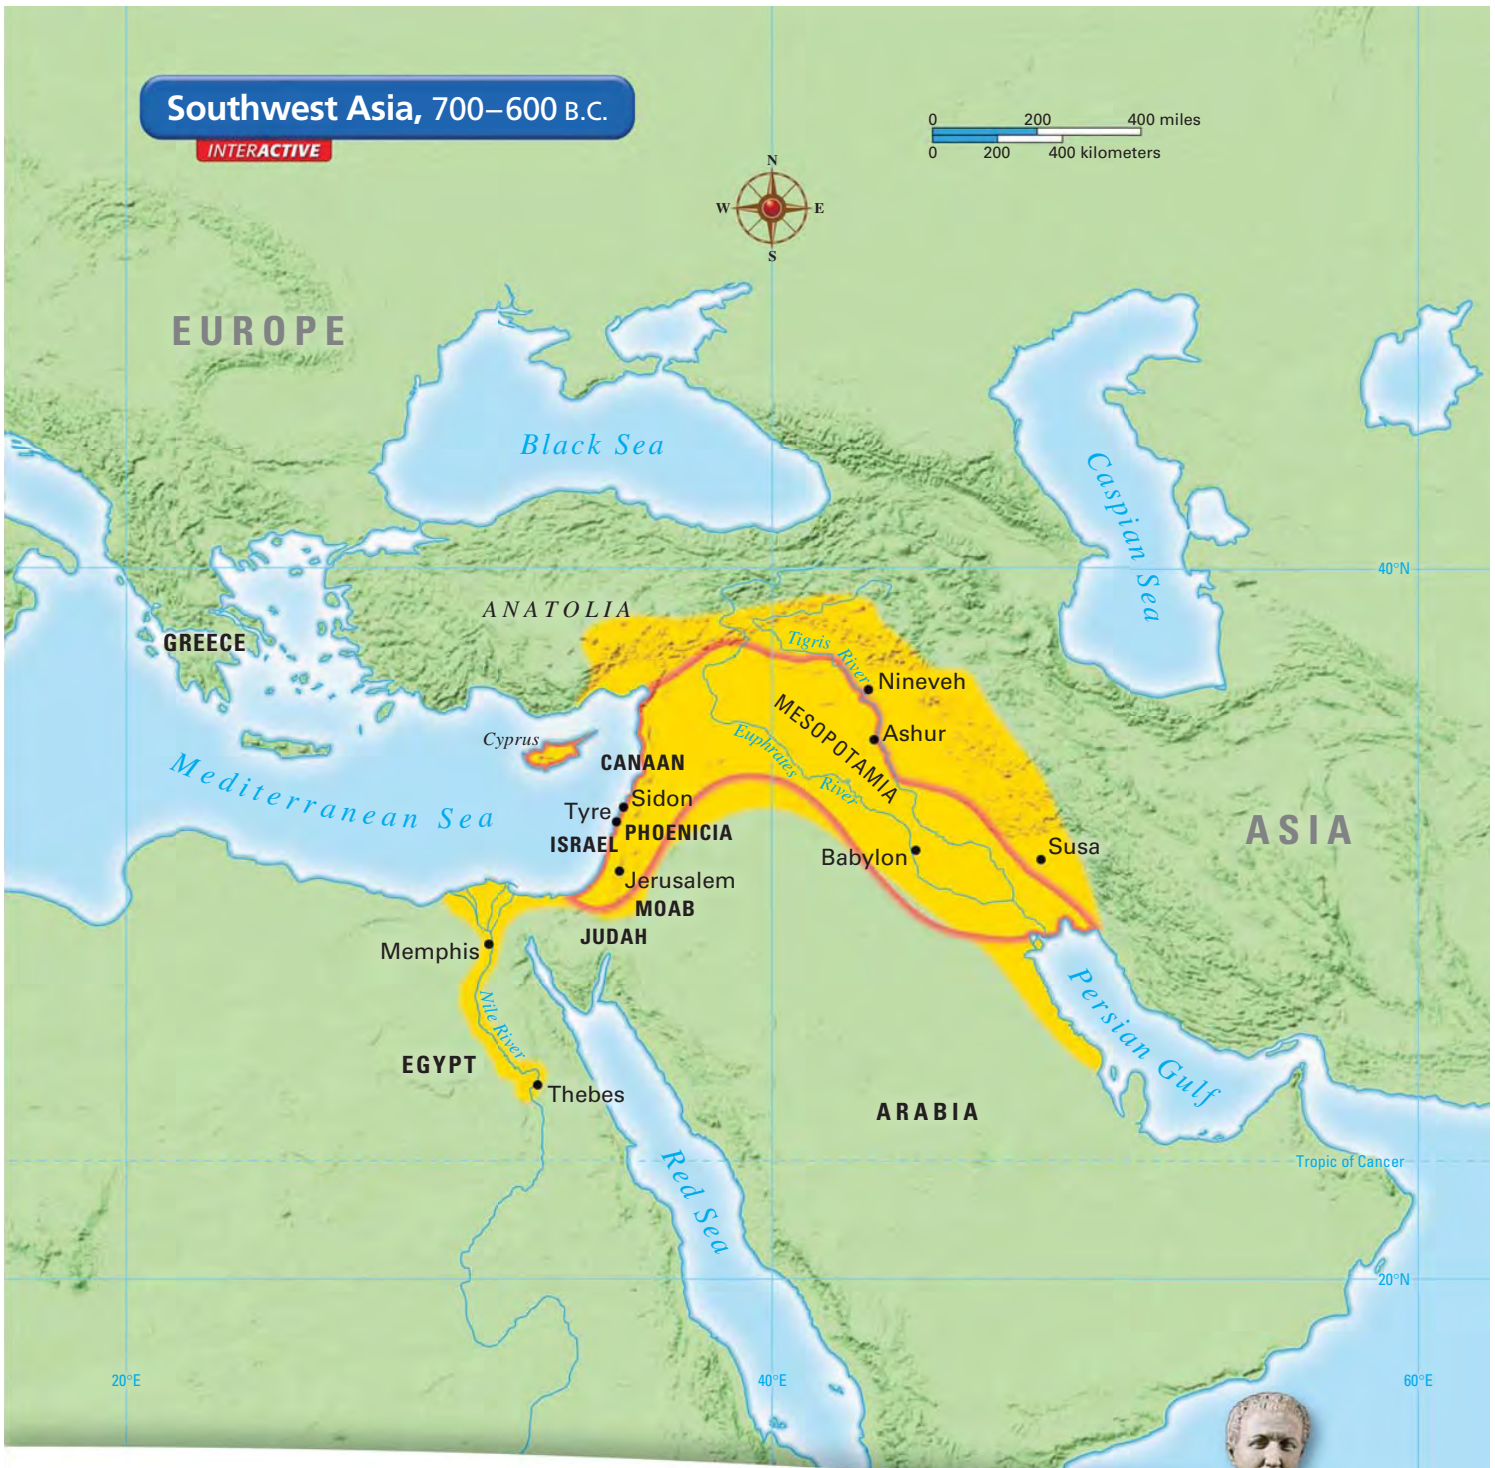 Southwest Asia, 700–600 B.C.
INTERACTIVE
0 200 400 miles
0 200 400 kilometers
N
W E
S
EUROPE
Black Sea
Caspian Sea
40°N
ANATOLIA
GREECE
Tigris River
Nineveh
MESOPOTAMIA
Ashur
Cyprus
Euphrates River
CANAAN
Mediterranean Sea
Sidon
Tyre
PHOENICIA
ISRAEL
ASIA
Babylon
Susa
Jerusalem
MOAB
JUDAH
Memphis
Nile River
Persian Gulf
EGYPT
Thebes
ARABIA
Red Sea
Tropic of Cancer
20°N
20°E
40°E
60°E